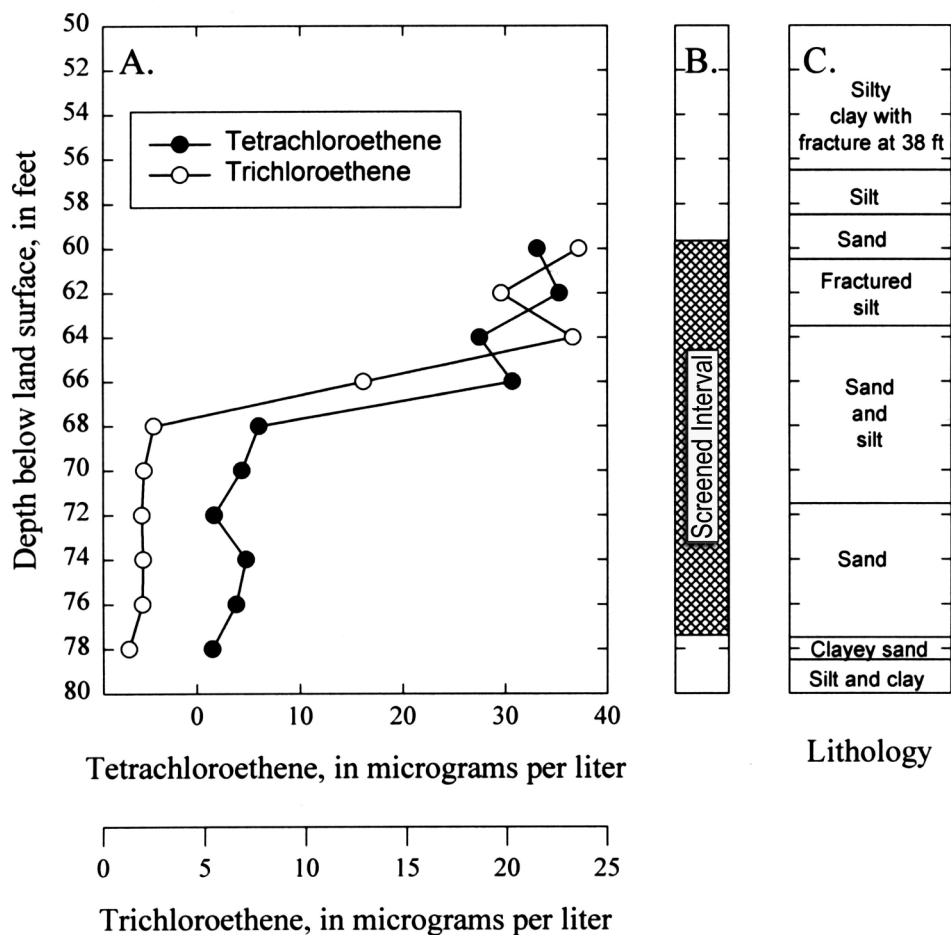 A.
B.
C.
Tetrachloroethene
Trichloroethene
Depth below land surface, in feet
50
52
54
56
58
60
62
64
66
68
70
72
74
76
78
80
0 10 20 30 40
Tetrachloroethene, in micrograms per liter
0 5 10 15 20 25
Trichloroethene, in micrograms per liter
Screened Interval
Silty
clay with
fracture at 38 ft
Silt
Sand
Fractured
silt
Sand
and
silt
Sand
Clayey sand
Silt and clay
Lithology